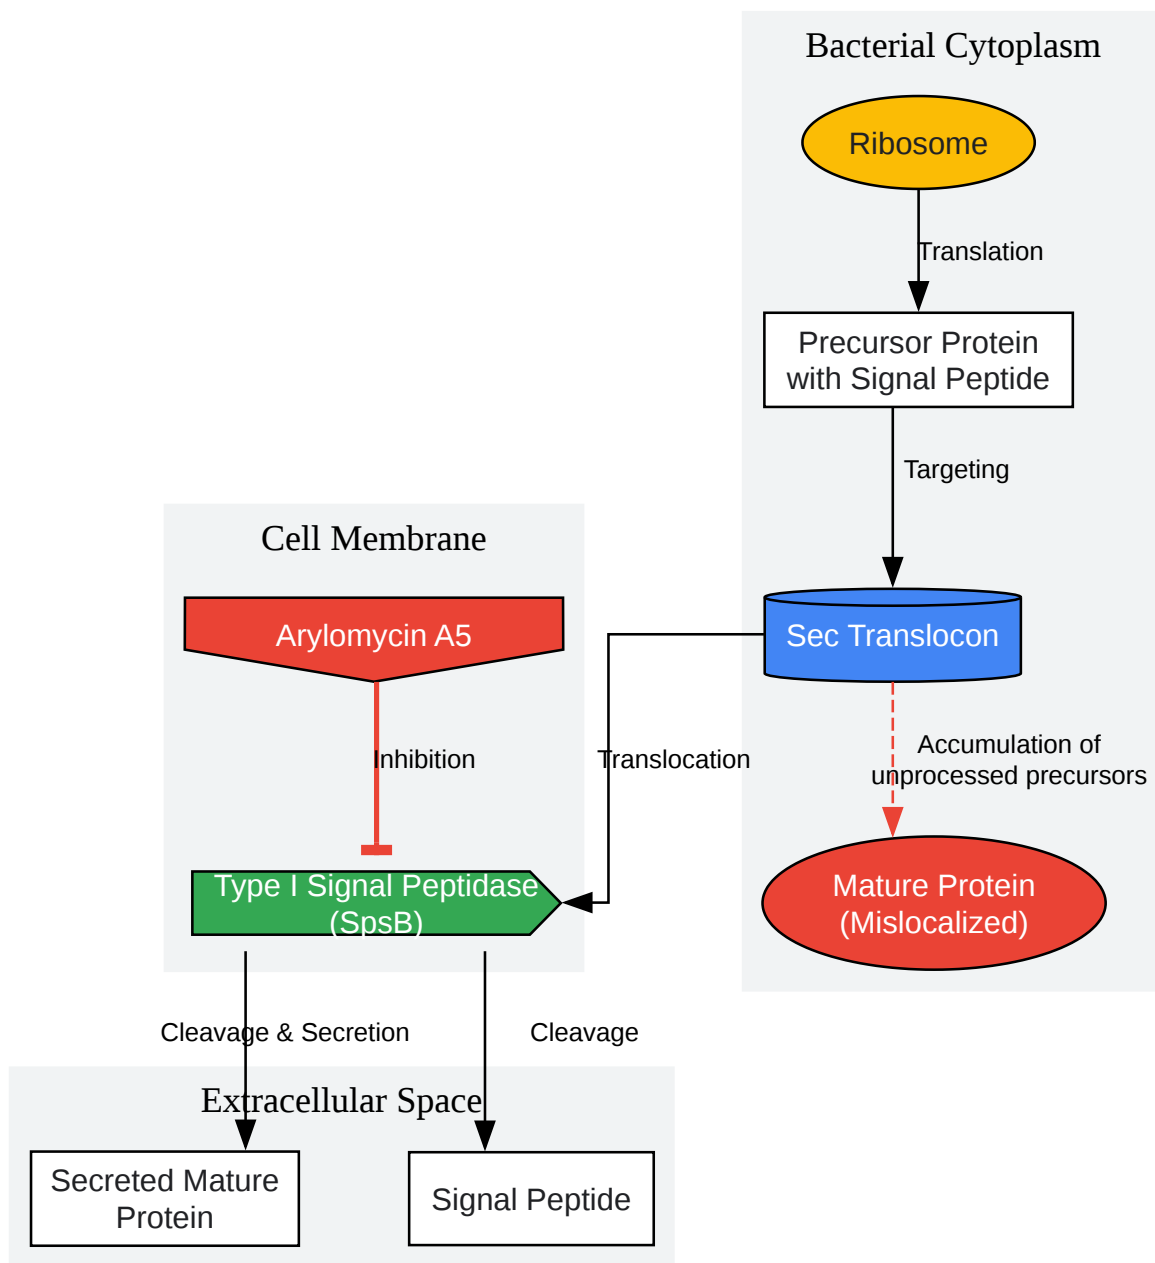 Bacterial Cytoplasm
Ribosome
Translation
Precursor Protein
with Signal Peptide
Targeting
Cell Membrane
Arylomycin A5
Sec Translocon
Inhibition
Translocation
Accumulation of
unprocessed precursors
Type I Signal Peptidase
(SpsB)
Mature Protein
(Mislocalized)
Cleavage & Secretion
Cleavage
Extracellular Space
Secreted Mature
Protein
Signal Peptide